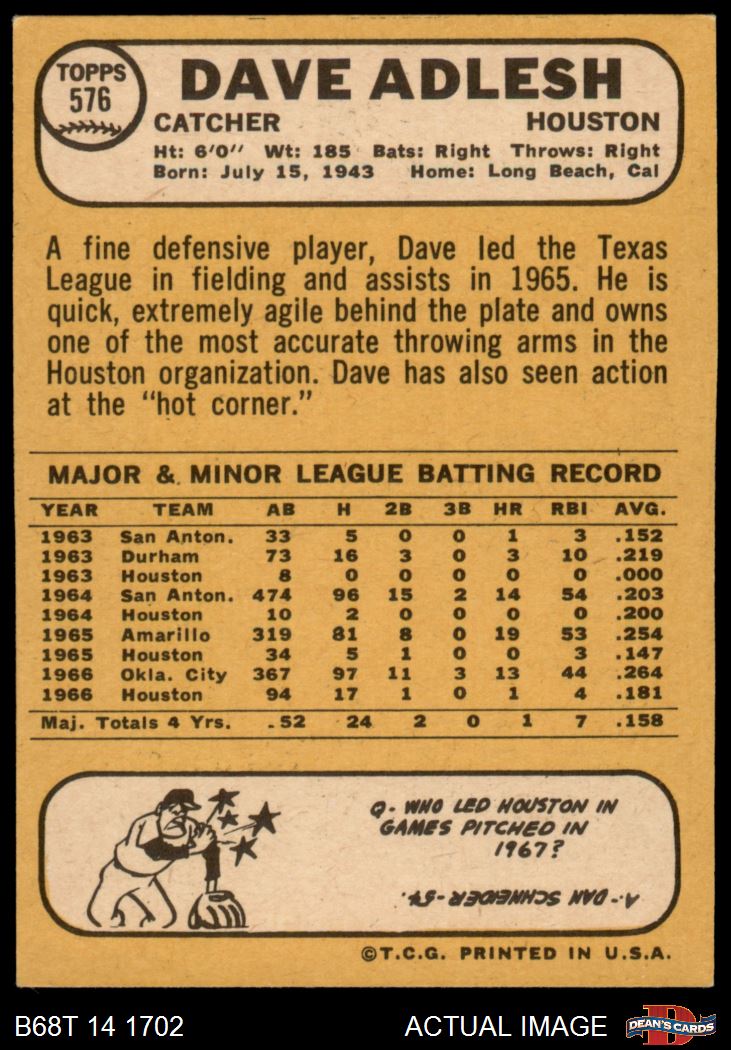 TOPPS
576
DAVE ADLESH
CATCHER HOUSTON
Ht: 6'0" Wt: 185 Bats: Right Throws: Right
Born: July 15, 1943 Home: Long Beach, Cal
A fine defensive player, Dave led the Texas
League in fielding and assists in 1965. He is
quick, extremely agile behind the plate and owns
one of the most accurate throwing arms in the
Houston organization. Dave has also seen action
at the "hot corner."
MAJOR & MINOR LEAGUE BATTING RECORD
YEAR TEAM AB H 2B 3B HR RBI AVG.
1963 San Anton. 33 5 0 0 1 3 .152
1963 Durham 73 16 3 0 3 10 .219
1963 Houston 8 0 0 0 0 0 .000
1964 San Anton. 474 96 15 2 14 54 .203
1964 Houston 10 2 0 0 0 0 .200
1965 Amarillo 319 81 8 0 19 53 .254
1965 Houston 34 5 1 0 0 3 .147
1966 Okla. City 367 97 11 3 13 44 .264
1966 Houston 94 17 1 0 1 4 .181
Maj. Totals 4 Yrs. .52 24 2 0 1 7 .158
Q- WHO LED HOUSTON IN
GAMES PITCHED IN
1967?
A- DAN SCHNEIDER-54.
©T.C.G. PRINTED IN U.S.A.
B68T 14 1702 ACTUAL IMAGE
D
DEAN'S CARDS